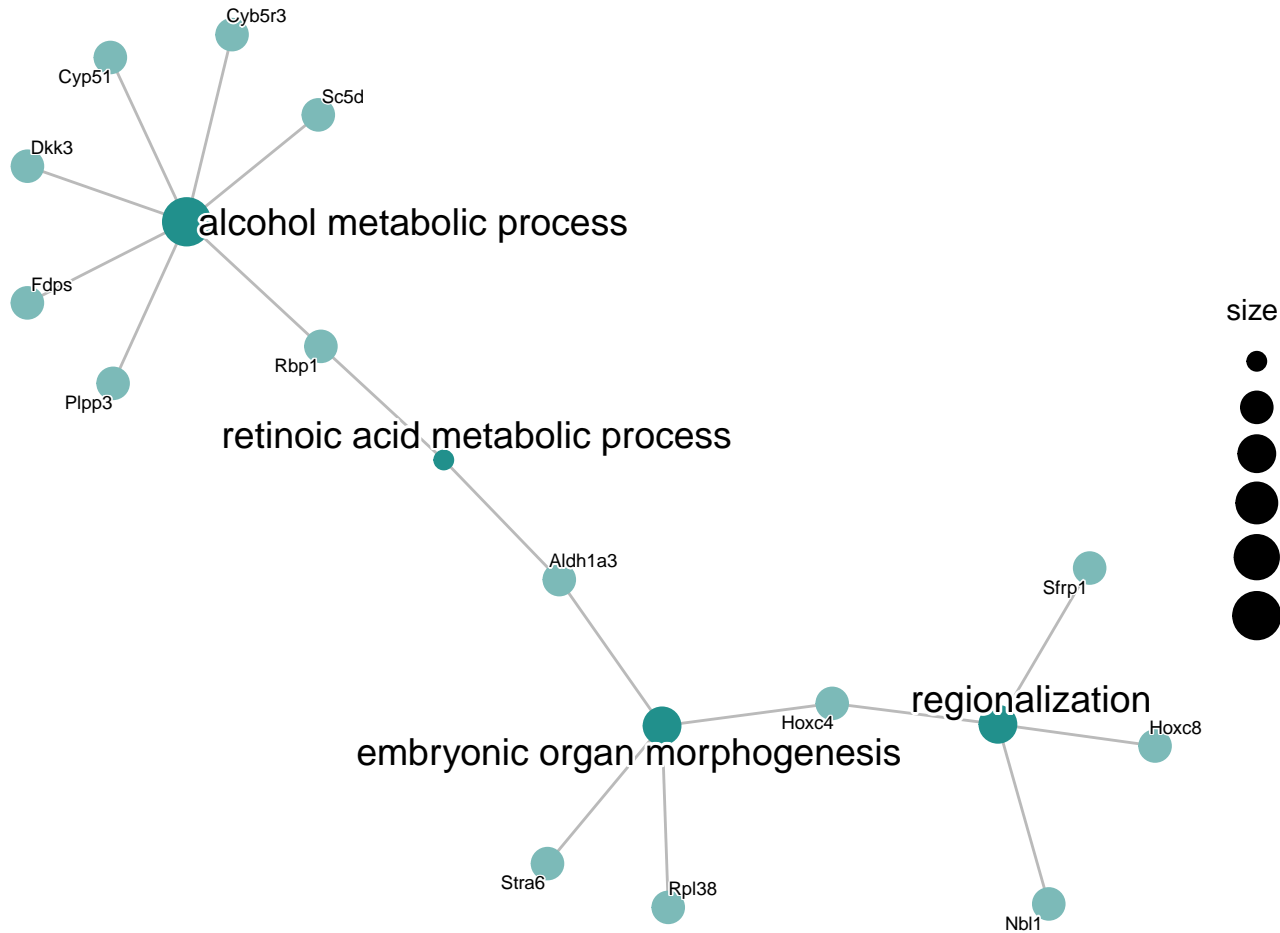 Cyb5r3
Cyp51
Sc5d
Dkk3
alcohol metabolic process
Fdps
size
Rbp1
Plpp3
retinoic acid metabolic process
Aldh1a3
Sfrp1
regionalization
Hoxc4
Hoxc8
embryonic organ morphogenesis
Stra6
Rpl38
Nbl1